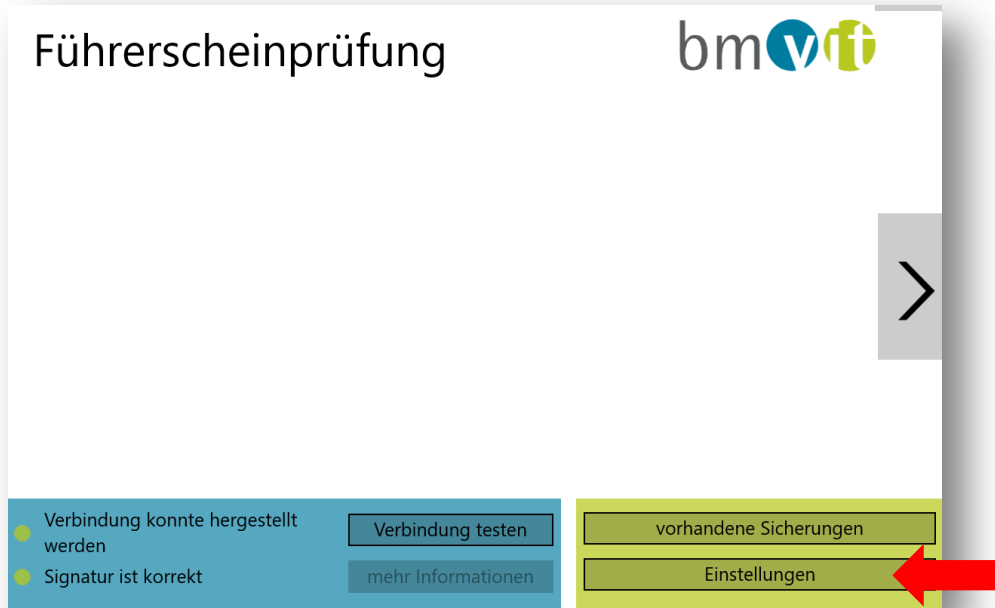 Führerscheinprüfung
bmvit
Verbindung konnte hergestellt
werden
Verbindung testen
Signatur ist korrekt
mehr Informationen
vorhandene Sicherungen
Einstellungen